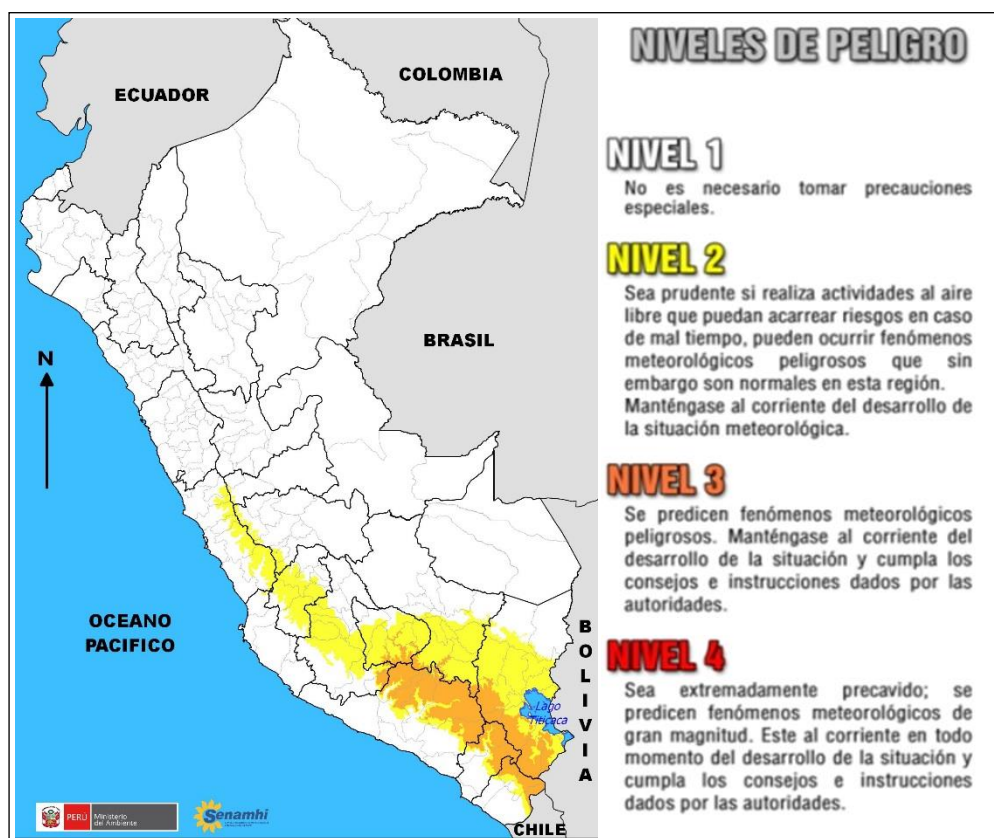 ECUADOR
COLOMBIA
BRASIL
N
OCEANO
PACIFICO
B
O
L
I
V
I
A
Lago
Titicaca
CHILE
PERÚ
Ministerio
del Ambiente
Senamhi
NIVELES DE PELIGRO
NIVEL 1
No es necesario tomar precauciones
especiales.
NIVEL 2
Sea prudente si realiza actividades al aire
libre que puedan acarrear riesgos en caso
de mal tiempo, pueden ocurrir fenómenos
meteorológicos peligrosos que sin
embargo son normales en esta región.
Manténgase al corriente del desarrollo de
la situación meteorológica.
NIVEL 3
Se predicen fenómenos meteorológicos
peligrosos. Manténgase al corriente del
desarrollo de la situación y cumpla los
consejos e instrucciones dados por las
autoridades.
NIVEL 4
Sea extremadamente precavido; se
predicen fenómenos meteorológicos de
gran magnitud. Este al corriente en todo
momento del desarrollo de la situación y
cumpla los consejos e instrucciones
dados por las autoridades.